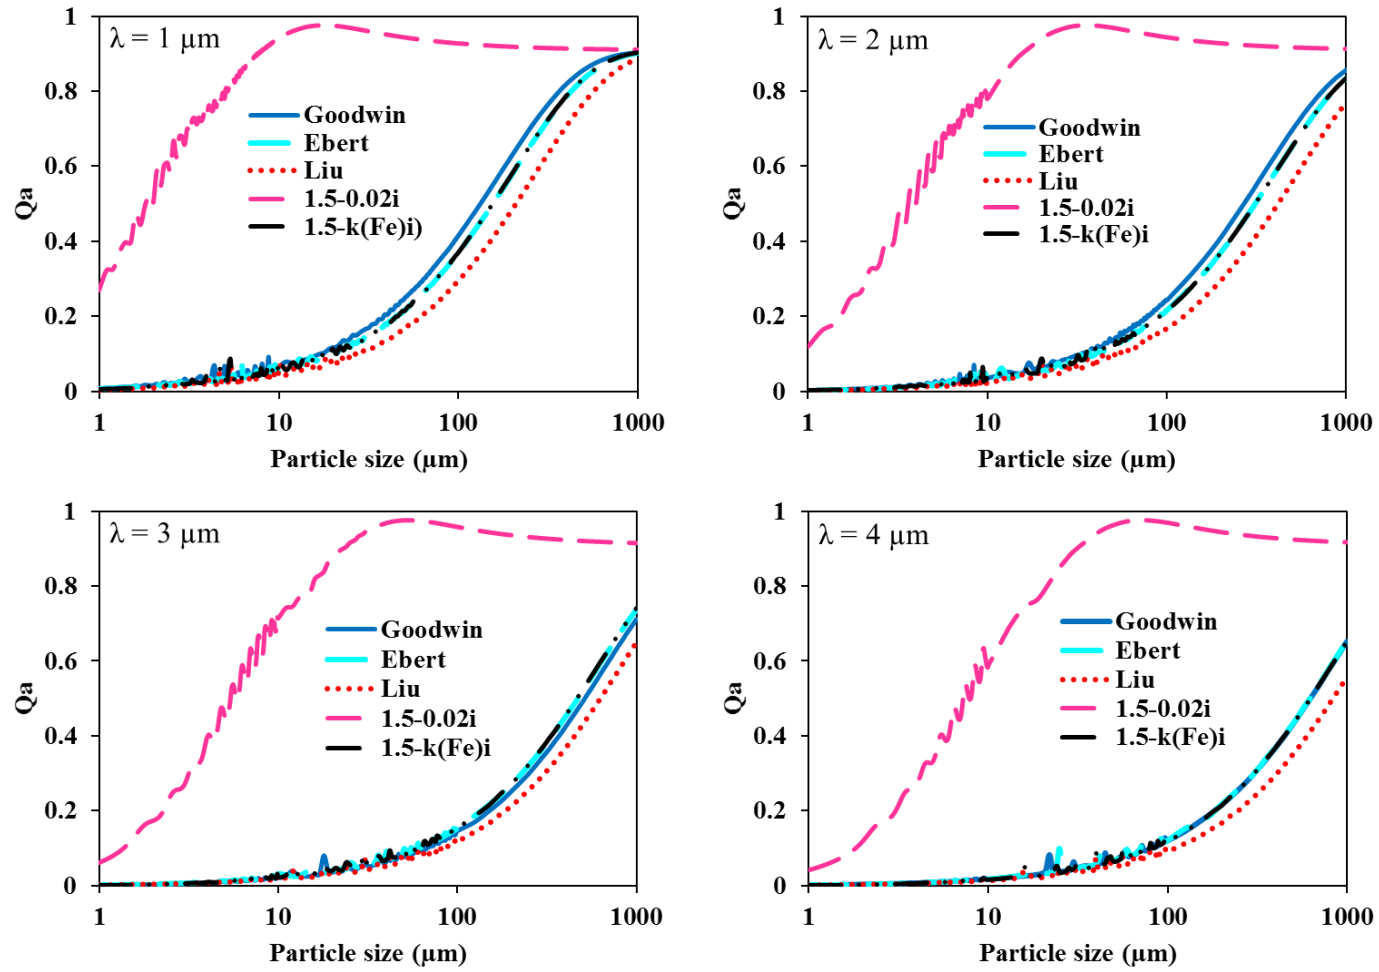 λ = 1 µm
1
0.8
0.6
0.4
0.2
0
Qa
Goodwin
Ebert
Liu
1.5-0.02i
1.5-k(Fe)i)
1 10 100 1000
Particle size (µm)
λ = 2 µm
1
0.8
0.6
0.4
0.2
0
Qa
Goodwin
Ebert
Liu
1.5-0.02i
1.5-k(Fe)i
1 10 100 1000
Particle size (µm)
λ = 3 µm
1
0.8
0.6
0.4
0.2
0
Qa
Goodwin
Ebert
Liu
1.5-0.02i
1.5-k(Fe)i
1 10 100 1000
Particle size (µm)
λ = 4 µm
1
0.8
0.6
0.4
0.2
0
Qa
Goodwin
Ebert
Liu
1.5-0.02i
1.5-k(Fe)i
1 10 100 1000
Particle size (µm)